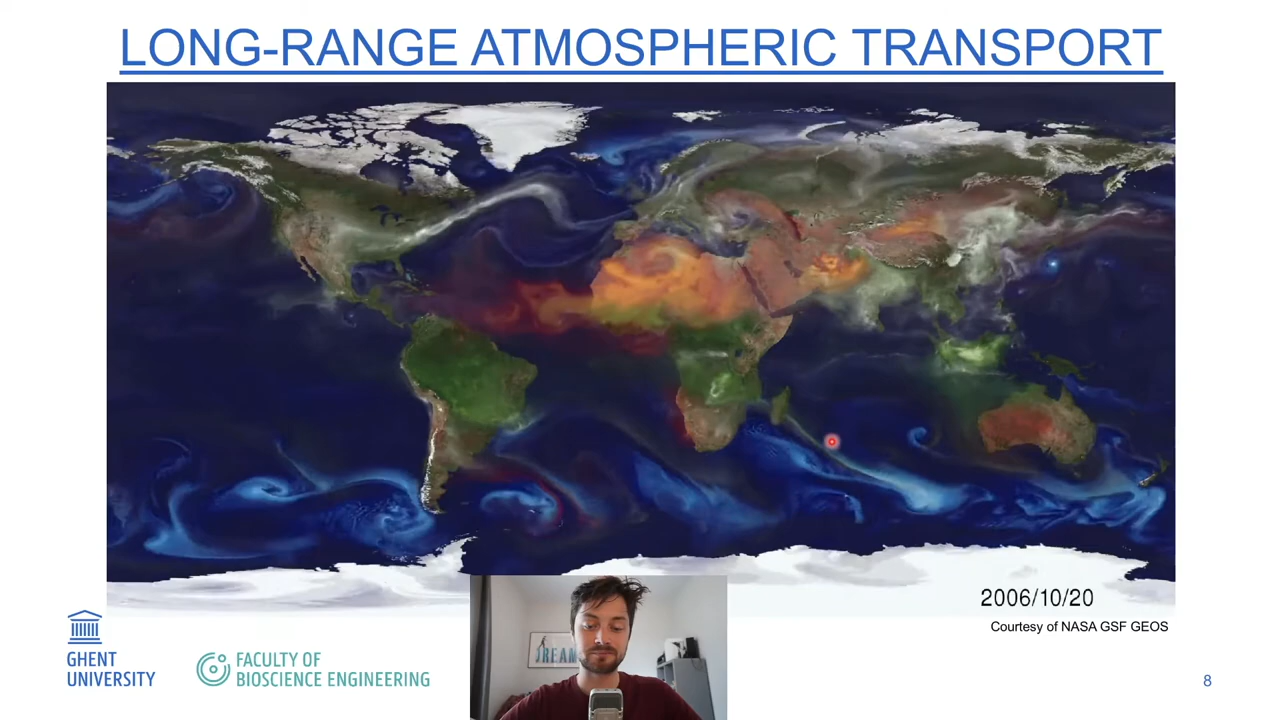 LONG-RANGE ATMOSPHERIC TRANSPORT
2006/10/20
Courtesy of NASA GSF GEOS
GHENT
UNIVERSITY
FACULTY OF
BIOSCIENCE ENGINEERING
8